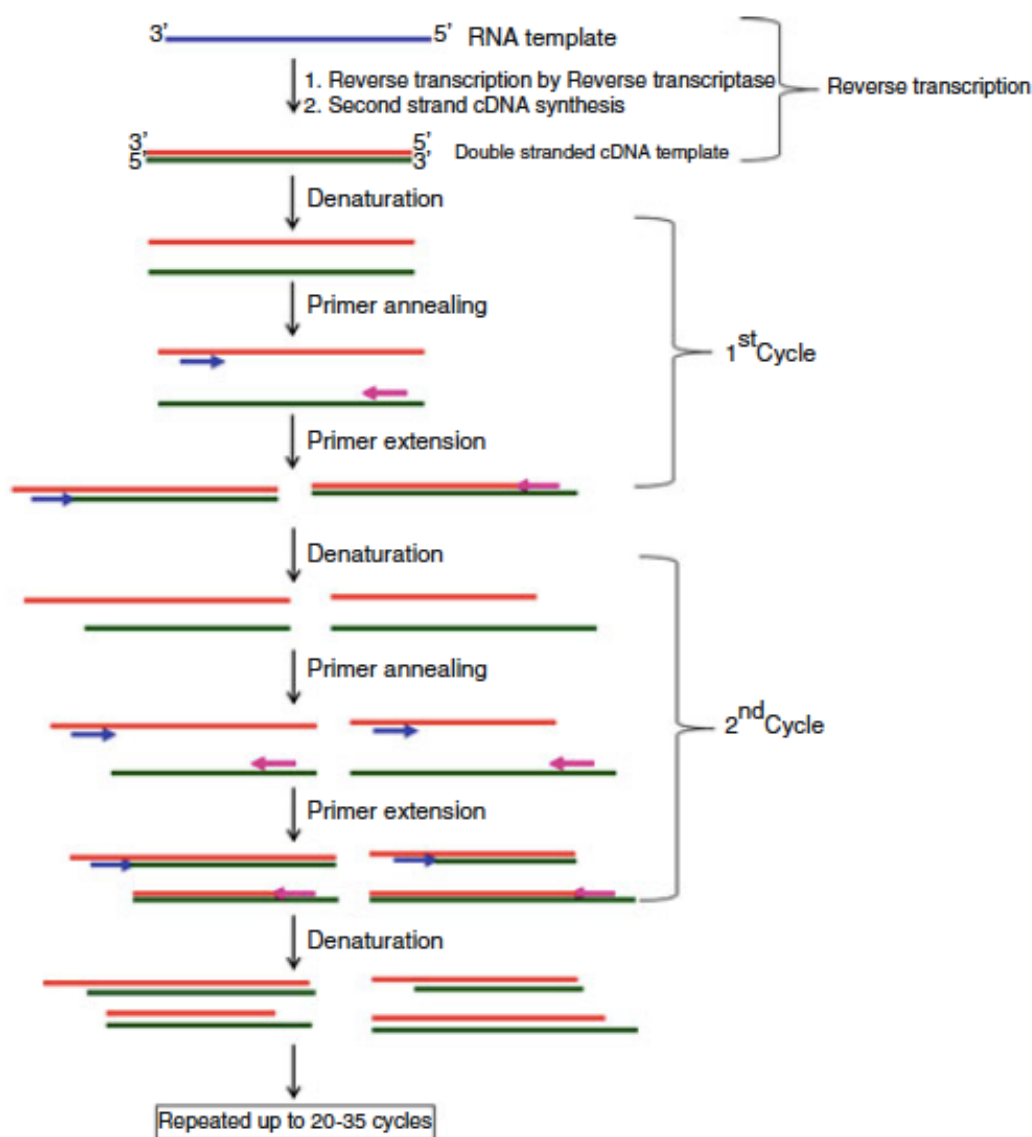 3’ 5’ RNA template
1. Reverse transcription by Reverse transcriptase
2. Second strand cDNA synthesis
Reverse transcription
3’ 5’
5’ 3’
Double stranded cDNA template
Denaturation
Primer annealing
1st Cycle
Primer extension
Denaturation
Primer annealing
2nd Cycle
Primer extension
Denaturation
Repeated up to 20-35 cycles